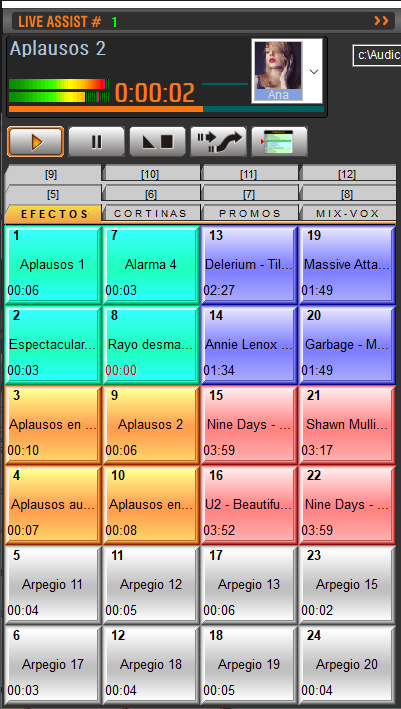 LIVE ASSIST # 1
Aplausos 2
c:\Audic
0:00:02
Ana
[9] [10] [11] [12]
[5] [6] [7] [8]
EFECTOS CORTINAS PROMOS MIX-VOX
1 7 13 19
Aplausos 1 Alarma 4 Delerium - Til... Massive Atta...
00:06 00:03 02:27 01:49
2 8 14 20
Espectacular... Rayo desma... Annie Lenox ... Garbage - M...
00:03 00:00 01:34 01:49
3 9 15 21
Aplausos en ... Aplausos 2 Nine Days - ... Shawn Mulli...
00:10 00:06 03:59 03:17
4 10 16 22
Aplausos au... Aplausos en... U2 - Beautifu... Nine Days - ...
00:07 00:08 03:52 03:59
5 11 17 23
Arpegio 11 Arpegio 12 Arpegio 13 Arpegio 15
00:04 00:05 00:06 00:02
6 12 18 24
Arpegio 17 Arpegio 18 Arpegio 19 Arpegio 20
00:03 00:04 00:05 00:04